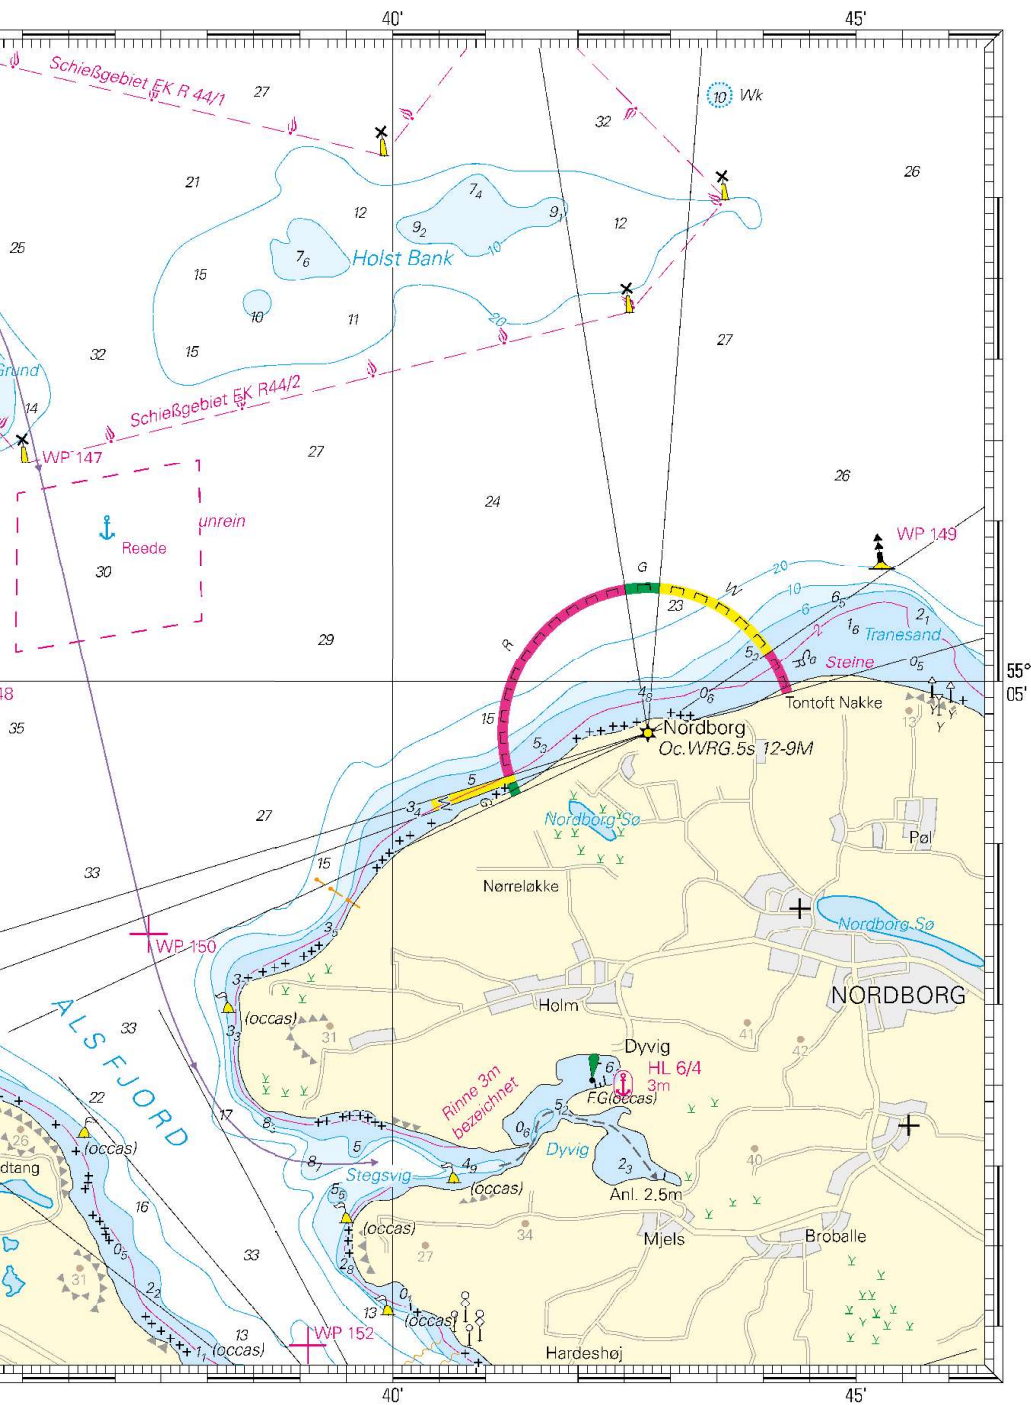 40'
45'
Schießgebiet EK R 44/1
27
10 Wk
32
26
21
12
7₄
9₁
9₂
12
25
7₆
Holst Bank
10
15
10
11
20
27
32
15
Grund
Schießgebiet EK R44/2
14
WP 147
27
26
24
unrein
Reede
WP 149
30
20
G
W
10
23
6
6₅
2₁
1₆
29
2
Tranesand
R
5₂
Steine
0₅
55°
05'
48
4₈
0₆
13
Tontoft Nakke
15
35
Nordborg
5₃
Oc.WRG.5s 12-9M
5
W
G
3₄
27
Nordborg Sø
Pøl
15
33
Nørreløkke
Nordborg Sø
3₅
WP 150
3₇
NORDBORG
Holm
(occas)
33
3₃
31
41
42
Dyvig
ALS FJORD
6
HL 6/4
3m
22
F.G(occas)
Rinne 3m
bezeichnet
17
8₅
5₂
26
0₆
(occas)
5
Dyvig
40
dtang
8₇
4₉
2₃
Stegsvig
(occas)
5₅
Anl. 2.5m
16
(occas)
34
Mjels
Broballe
0₅
33
27
31
2₈
2₂
0₁
13
(occas)
13
WP 152
1₁
(occas)
Hardeshøj
40'
45'